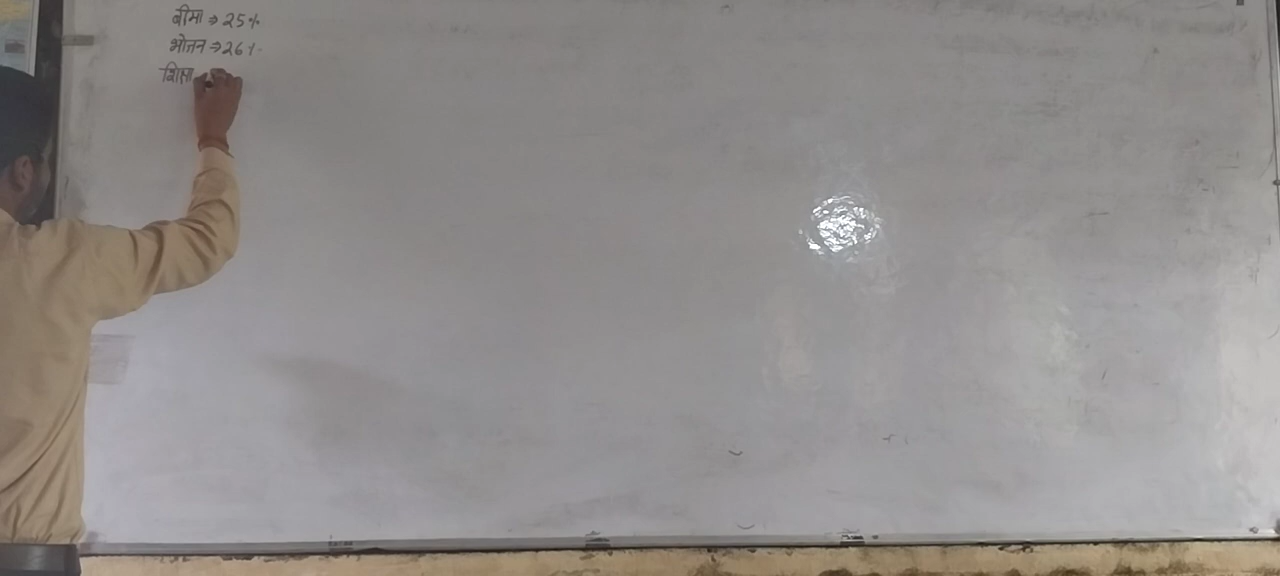 बीमा ⇒ 25%
भोजन ⇒ 26%
शिक्षा